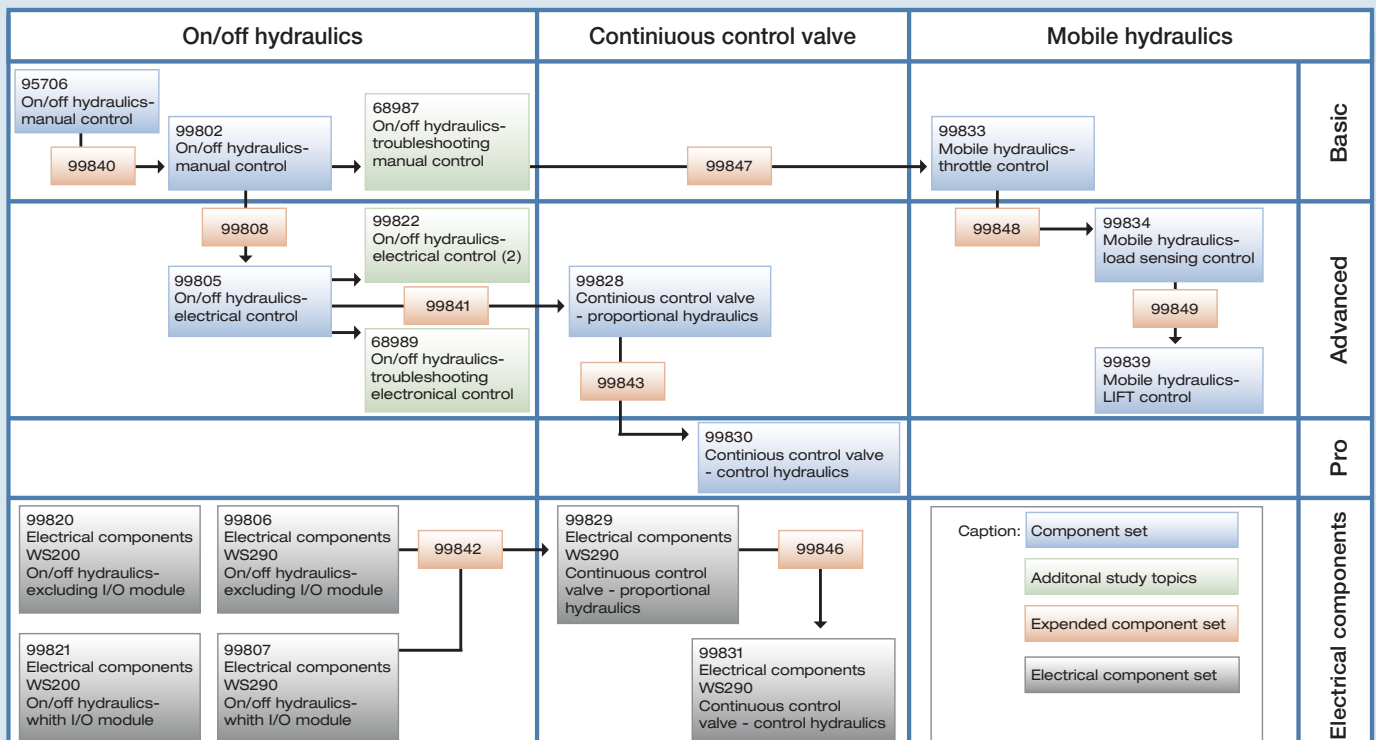 On/off hydraulics
Continiuous control valve
Mobile hydraulics
Basic
95706
On/off hydraulics-
manual control
99840
99802
On/off hydraulics-
manual control
68987
On/off hydraulics-
troubleshooting
manual control
99847
99833
Mobile hydraulics-
throttle control
Advanced
99808
99805
On/off hydraulics-
electrical control
99822
On/off hydraulics-
electrical control (2)
99841
68989
On/off hydraulics-
troubleshooting
electronical control
99828
Continious control valve
- proportional hydraulics
99843
99848
99834
Mobile hydraulics-
load sensing control
99849
99839
Mobile hydraulics-
LIFT control
Pro
99830
Continious control valve
- control hydraulics
Electrical components
99820
Electrical components
WS200
On/off hydraulics-
excluding I/O module
99806
Electrical components
WS290
On/off hydraulics-
excluding I/O module
99842
99821
Electrical components
WS200
On/off hydraulics-
whith I/O module
99807
Electrical components
WS290
On/off hydraulics-
whith I/O module
99829
Electrical components
WS290
Continuous control
valve - proportional
hydraulics
99846
99831
Electrical components
WS290
Continuous control
valve - control hydraulics
Caption:
Component set
Additonal study topics
Expended component set
Electrical component set